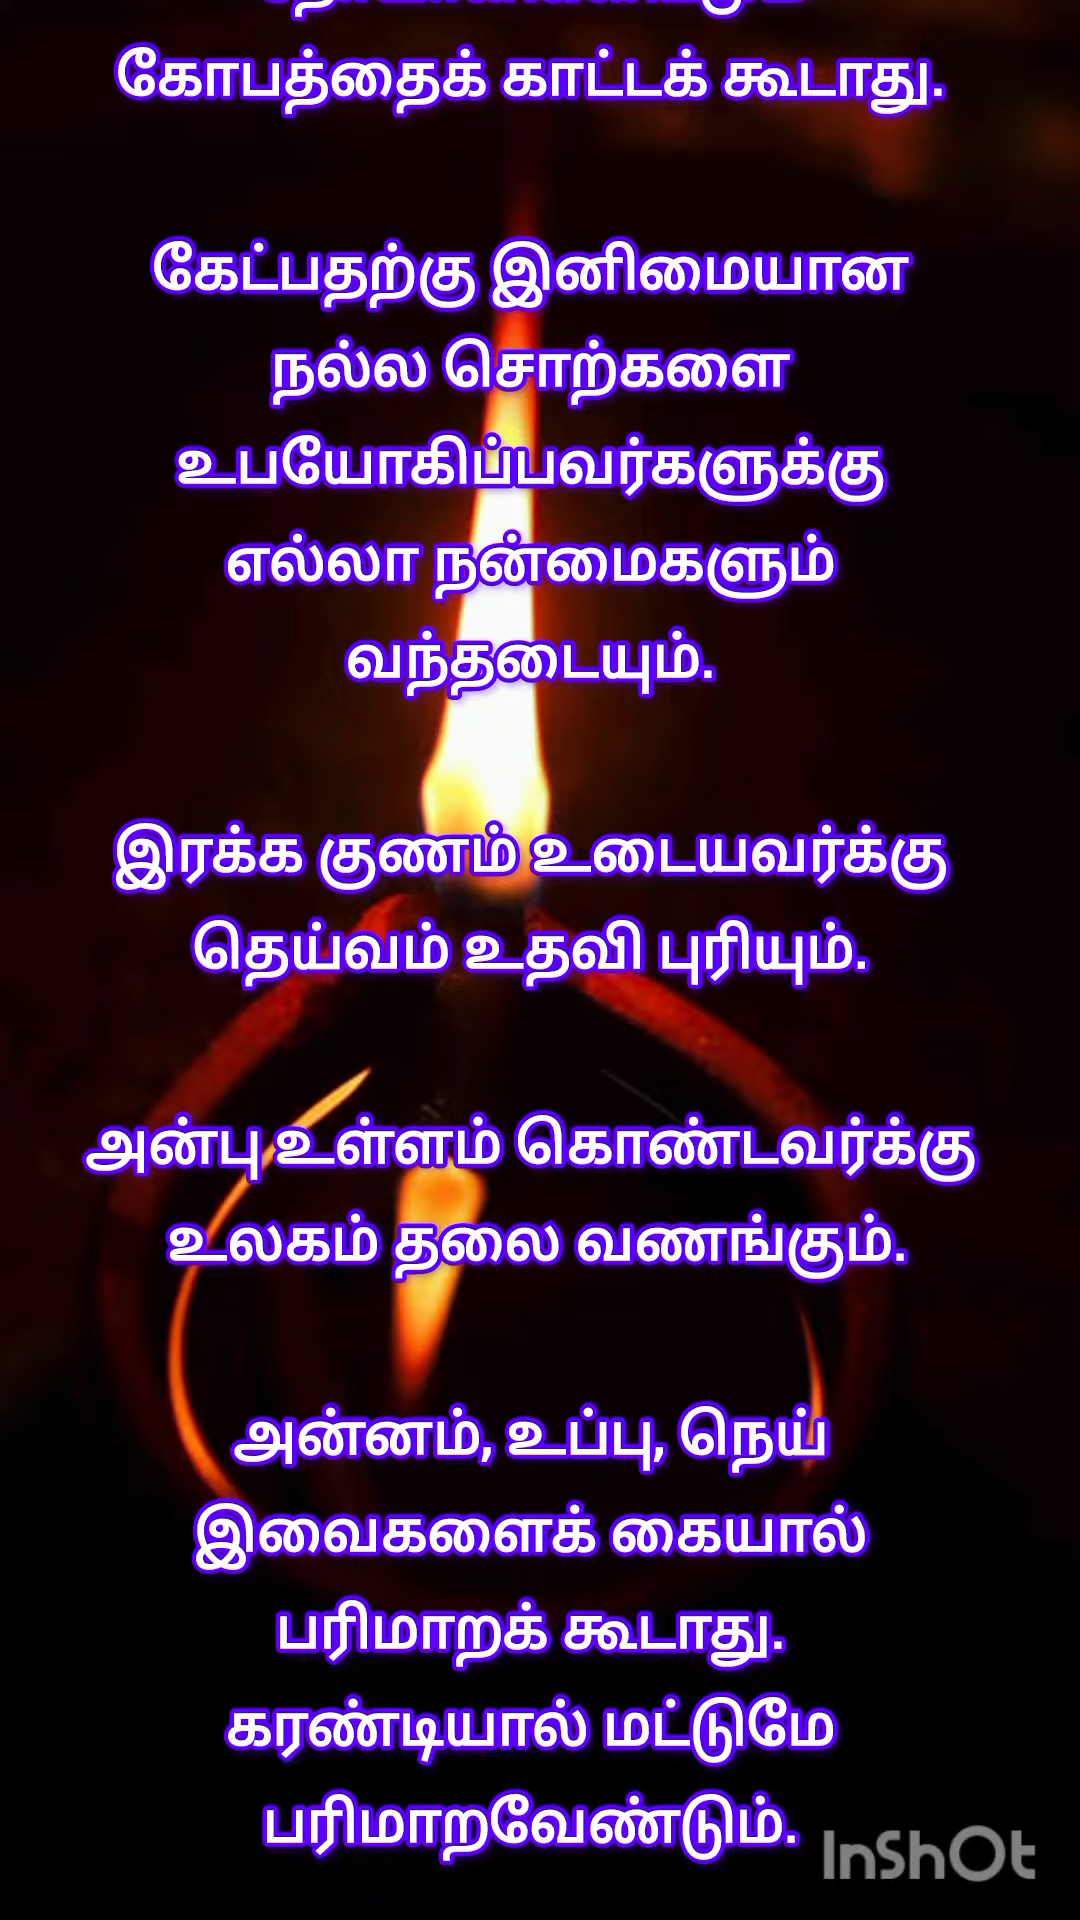 கோபத்தைக் காட்டக் கூடாது.
கேட்பதற்கு இனிமையான
நல்ல சொற்களை
உபயோகிப்பவர்களுக்கு
எல்லா நன்மைகளும்
வந்தடையும்.
இரக்க குணம் உடையவர்க்கு
தெய்வம் உதவி புரியும்.
அன்பு உள்ளம் கொண்டவர்க்கு
உலகம் தலை வணங்கும்.
அன்னம், உப்பு, நெய்
இவைகளைக் கையால்
பரிமாறக் கூடாது.
கரண்டியால் மட்டுமே
பரிமாறவேண்டும்.
InShOt